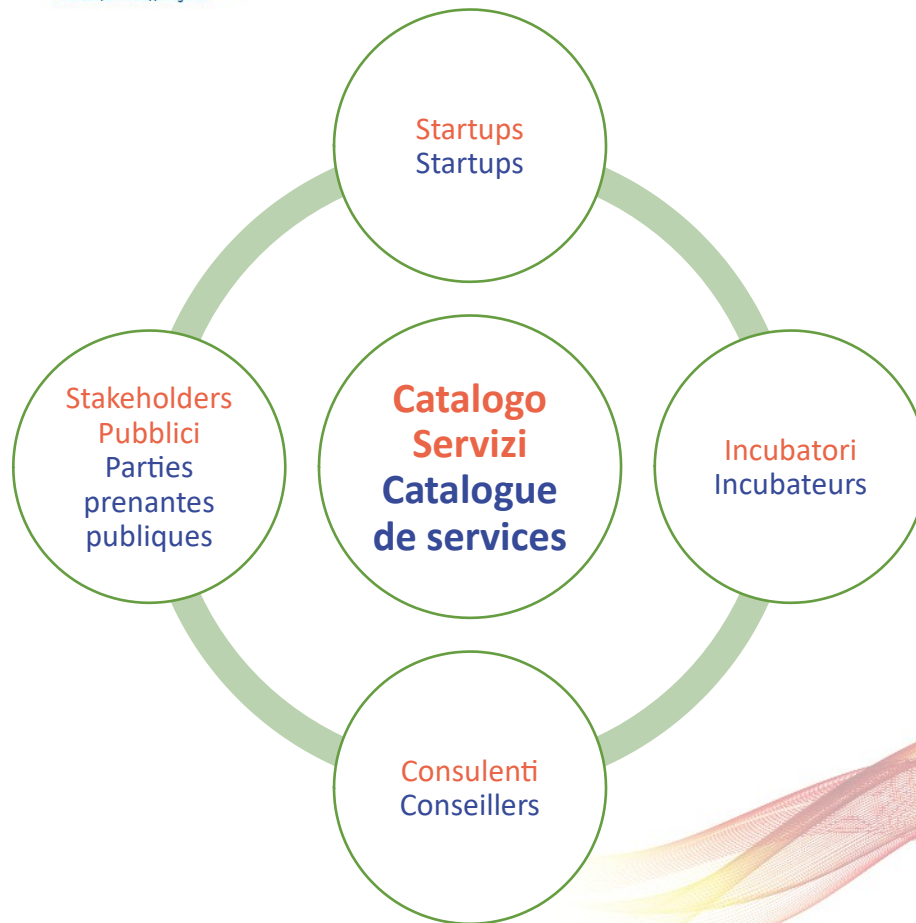 Startups
Startups
Stakeholders
Pubblici
Parties
prenantes
publiques
Catalogo
Servizi
Catalogue
de services
Incubatori
Incubateurs
Consulenti
Conseillers